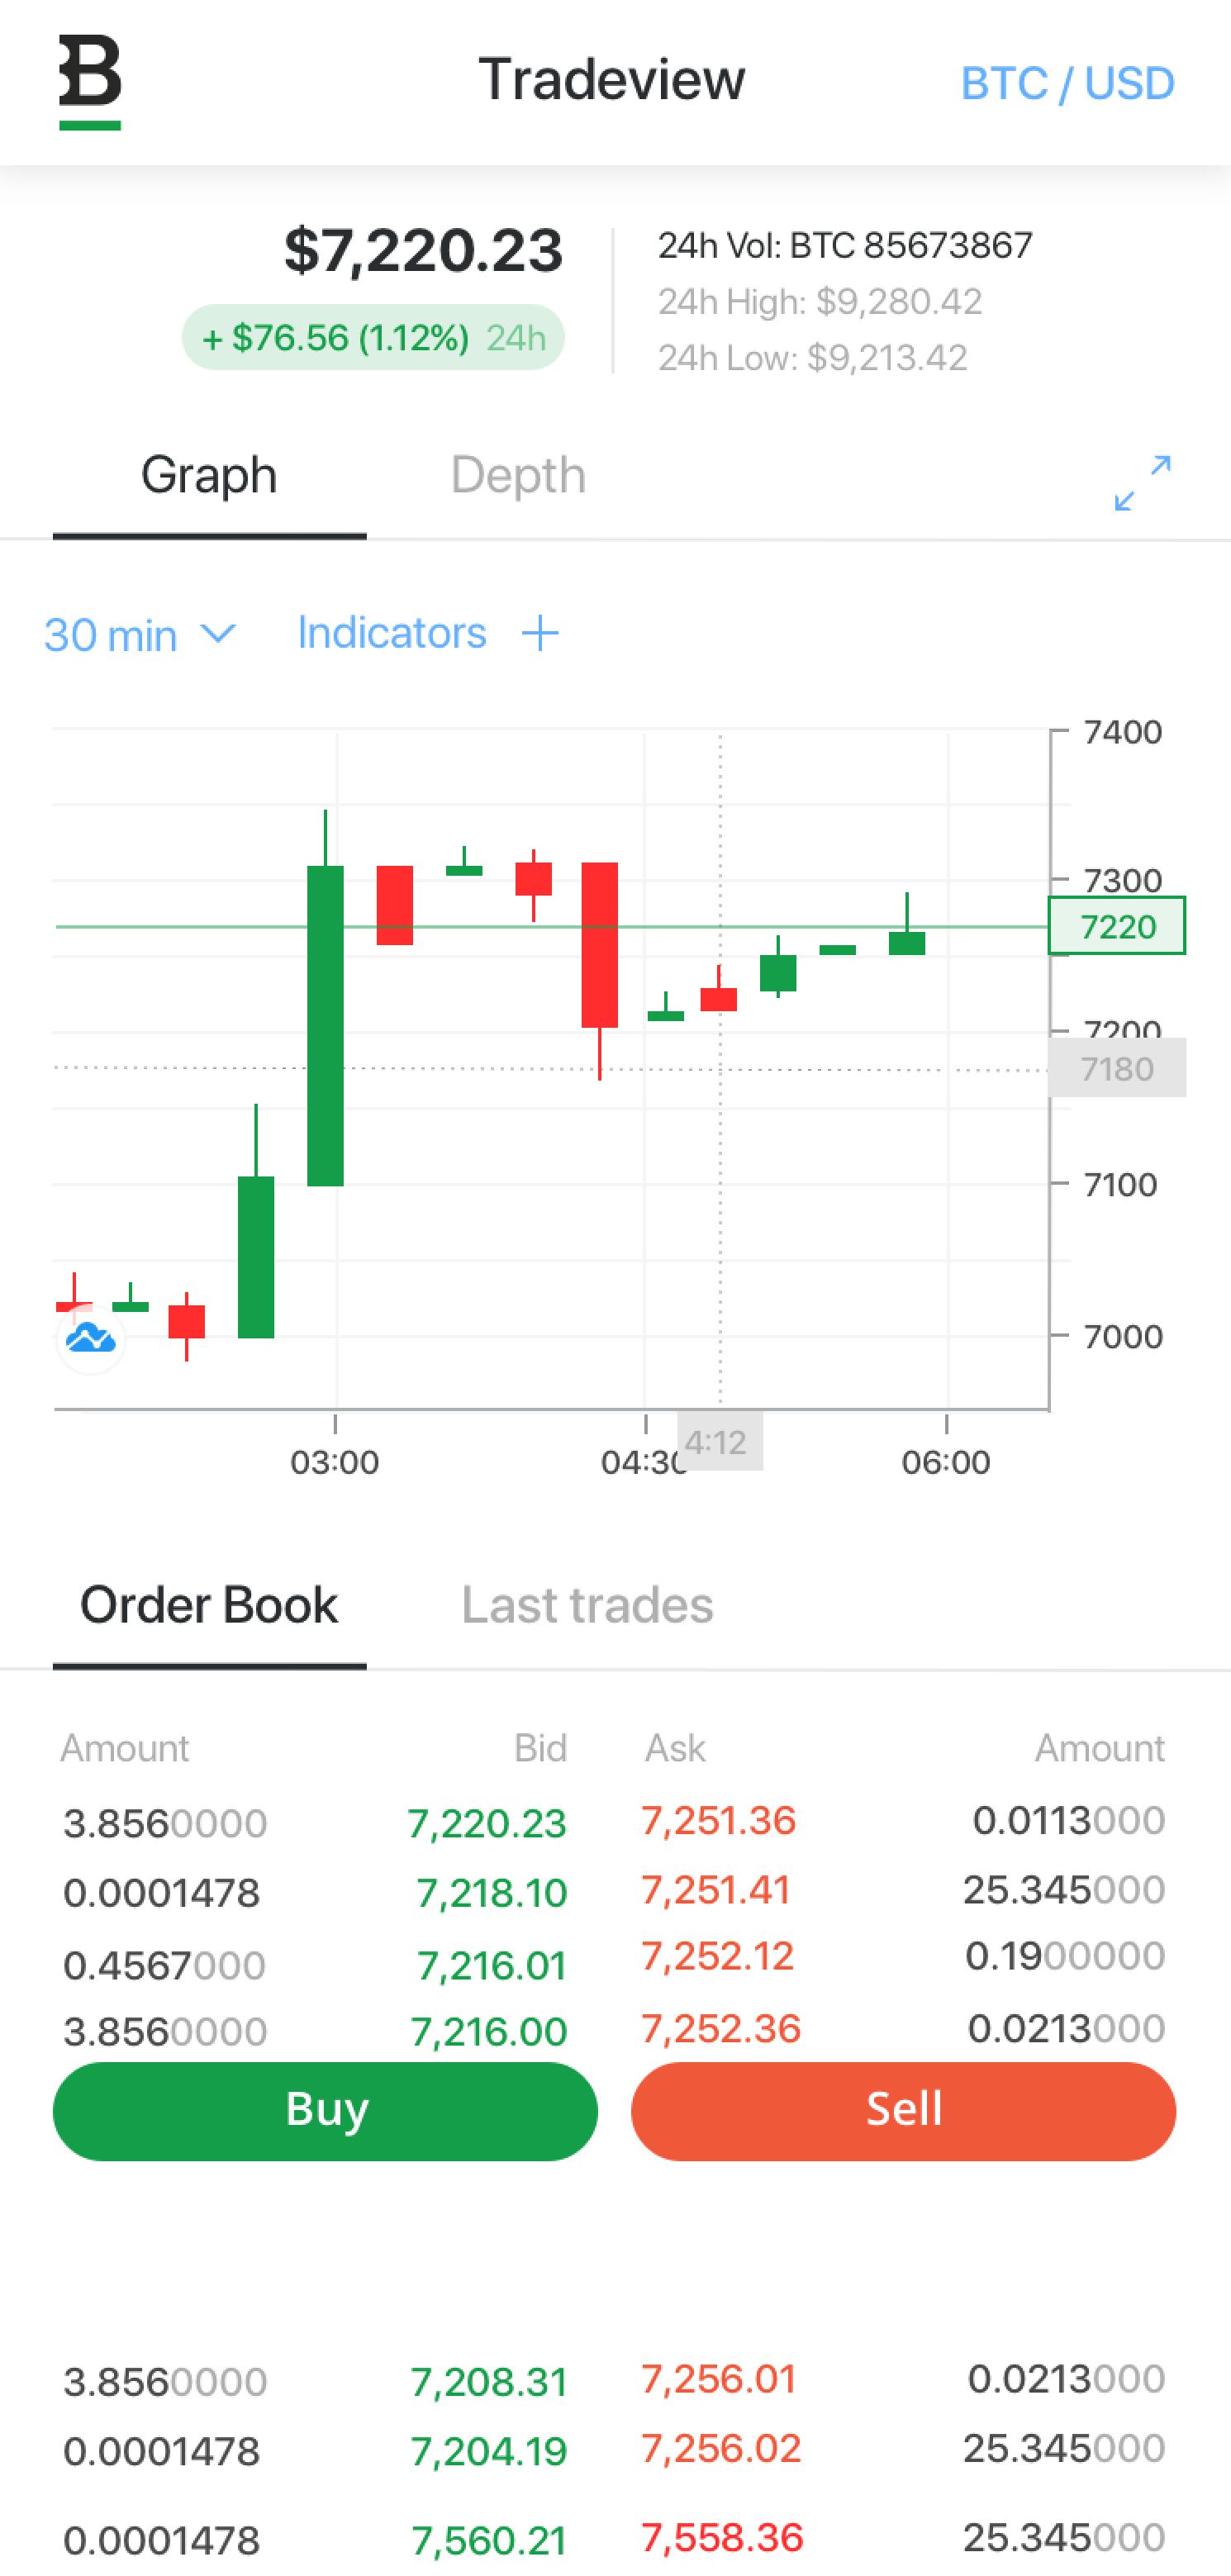 B
Tradeview
BTC / USD
$7,220.23
+ $76.56 (1.12%) 24h
24h Vol: BTC 85673867
24h High: $9,280.42
24h Low: $9,213.42
Graph
Depth
30 min
Indicators +
7400
7300
7220
7200
7180
7100
7000
03:00
04:30
4:12
06:00
Order Book
Last trades
Amount Bid Ask Amount
3.8560000 7,220.23 7,251.36 0.0113000
0.0001478 7,218.10 7,251.41 25.345000
0.4567000 7,216.01 7,252.12 0.1900000
3.8560000 7,216.00 7,252.36 0.0213000
Buy
Sell
3.8560000 7,208.31 7,256.01 0.0213000
0.0001478 7,204.19 7,256.02 25.345000
0.0001478 7,560.21 7,558.36 25.345000